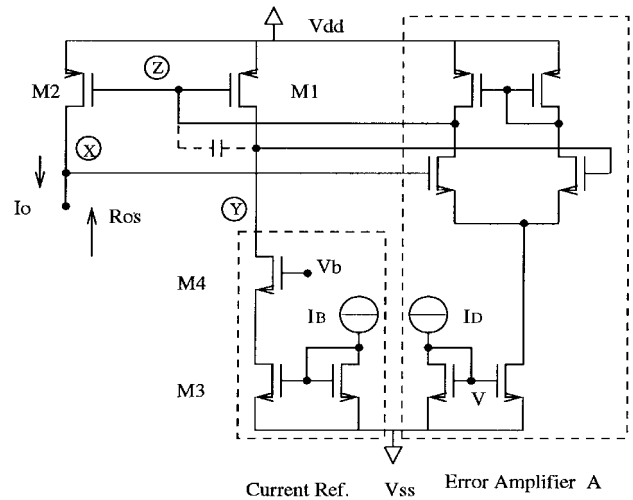 Vdd
Z
M2
M1
X
Io
Ros
Y
M4
Vb
IB
ID
M3
V
Current Ref.
Vss
Error Amplifier A